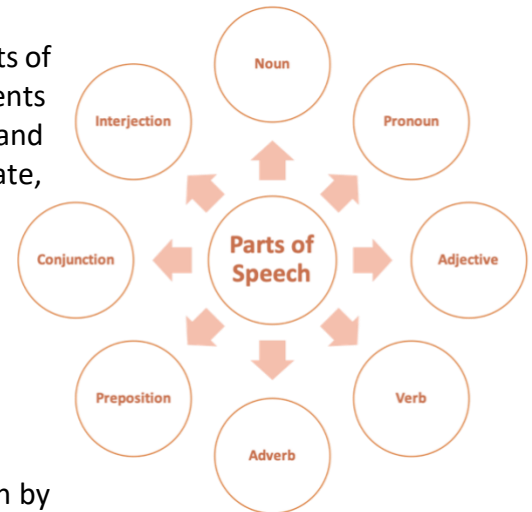 ts of
ents
and
ate,
n by
Noun
Pronoun
Adjective
Verb
Adverb
Preposition
Conjunction
Interjection
Parts of
Speech